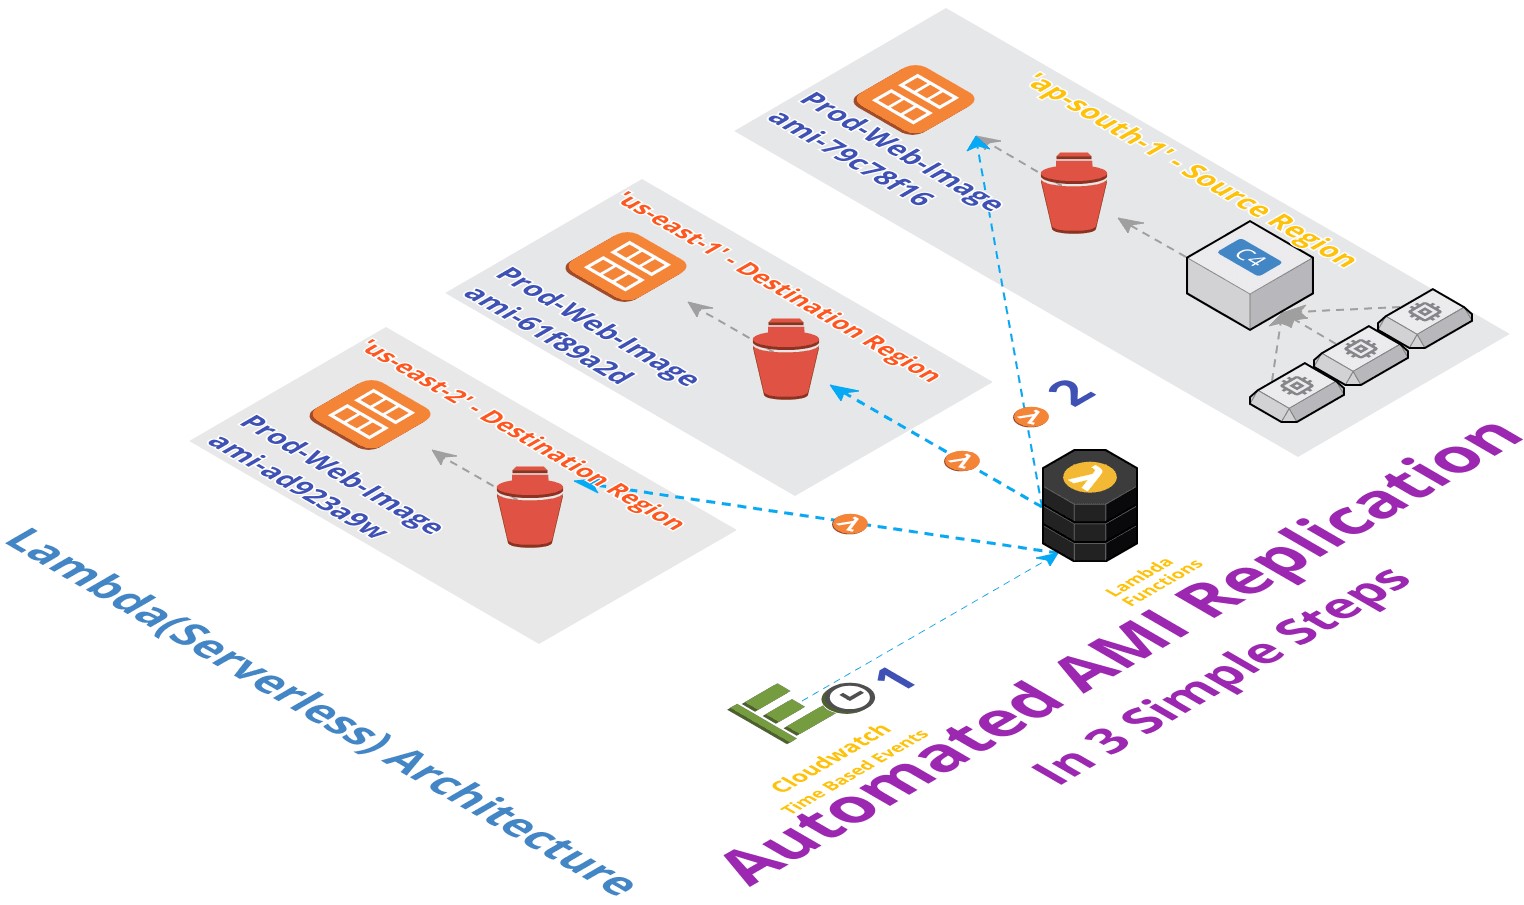 'ap-south-1' - Source Region
Prod-Web-Image
ami-79c78f16
C4
'us-east-1' - Destination Region
Prod-Web-Image
ami-61f89a2d
'us-east-2' - Destination Region
Prod-Web-Image
ami-ad923a9w
2
λ
λ
λ
λ
Lambda
Functions
1
Cloudwatch
Time Based Events
Automated AMI Replication
In 3 Simple Steps
Lambda(Serverless) Architecture